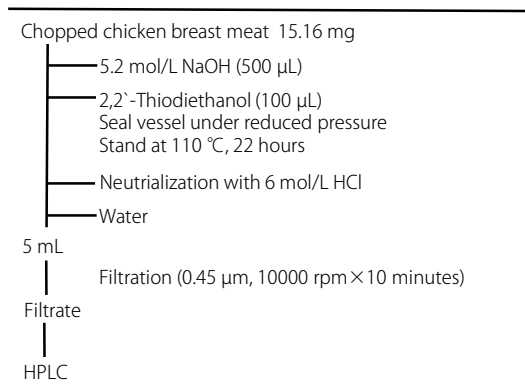 Chopped chicken breast meat 15.16 mg
5.2 mol/L NaOH (500 µL)
2,2`-Thiodiethanol (100 µL)
Seal vessel under reduced pressure
Stand at 110 ℃, 22 hours
Neutrialization with 6 mol/L HCl
Water
5 mL
Filtration (0.45 µm, 10000 rpm×10 minutes)
Filtrate
HPLC